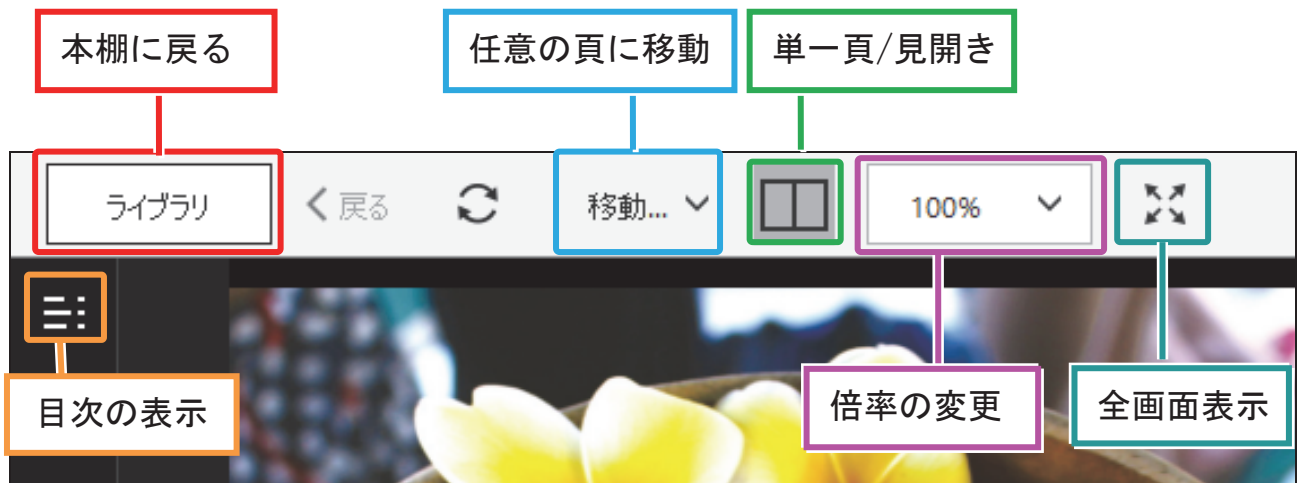 本棚に戻る
任意の頁に移動
単一頁/見開き
ライブラリ
戻る
移動...
100%
目次の表示
倍率の変更
全画面表示